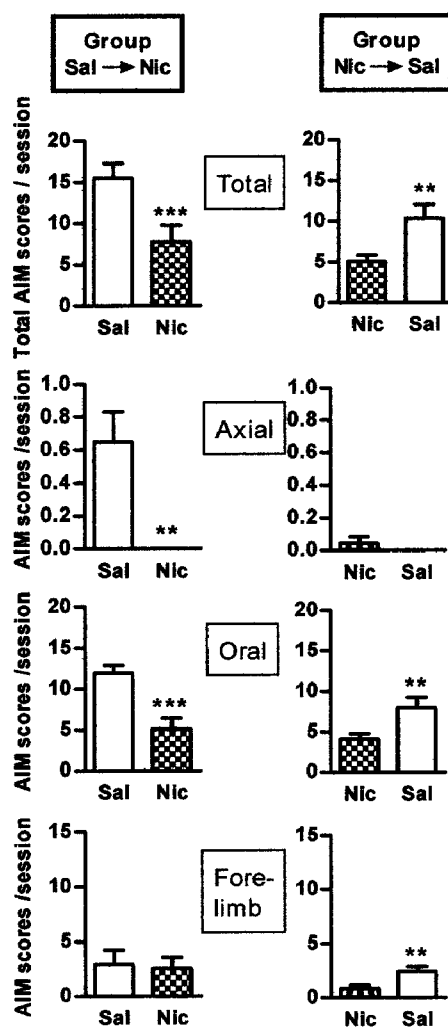 Group
Sal → Nic
Group
Nic → Sal
Total AIM scores / session
20
15
10
5
0
***
Sal Nic
Total
20
15
10
5
0
**
Nic Sal
AIM scores /session
1.0
0.8
0.6
0.4
0.2
0.0
**
Sal Nic
Axial
1.0
0.8
0.6
0.4
0.2
0.0
Nic Sal
AIM scores /session
20
15
10
5
0
***
Sal Nic
Oral
20
15
10
5
0
**
Nic Sal
AIM scores /session
15
10
5
0
Sal Nic
Fore-
limb
15
10
5
0
**
Nic Sal